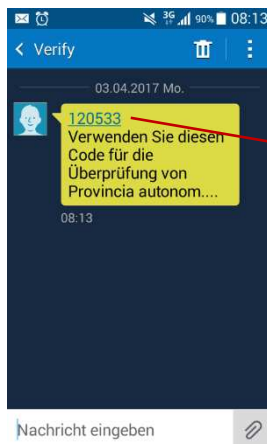 3G 90% 08:13
Verify
03.04.2017 Mo.
120533
Verwenden Sie diesen
Code für die
Überprüfung von
Provincia autonom....
08:13
Nachricht eingeben